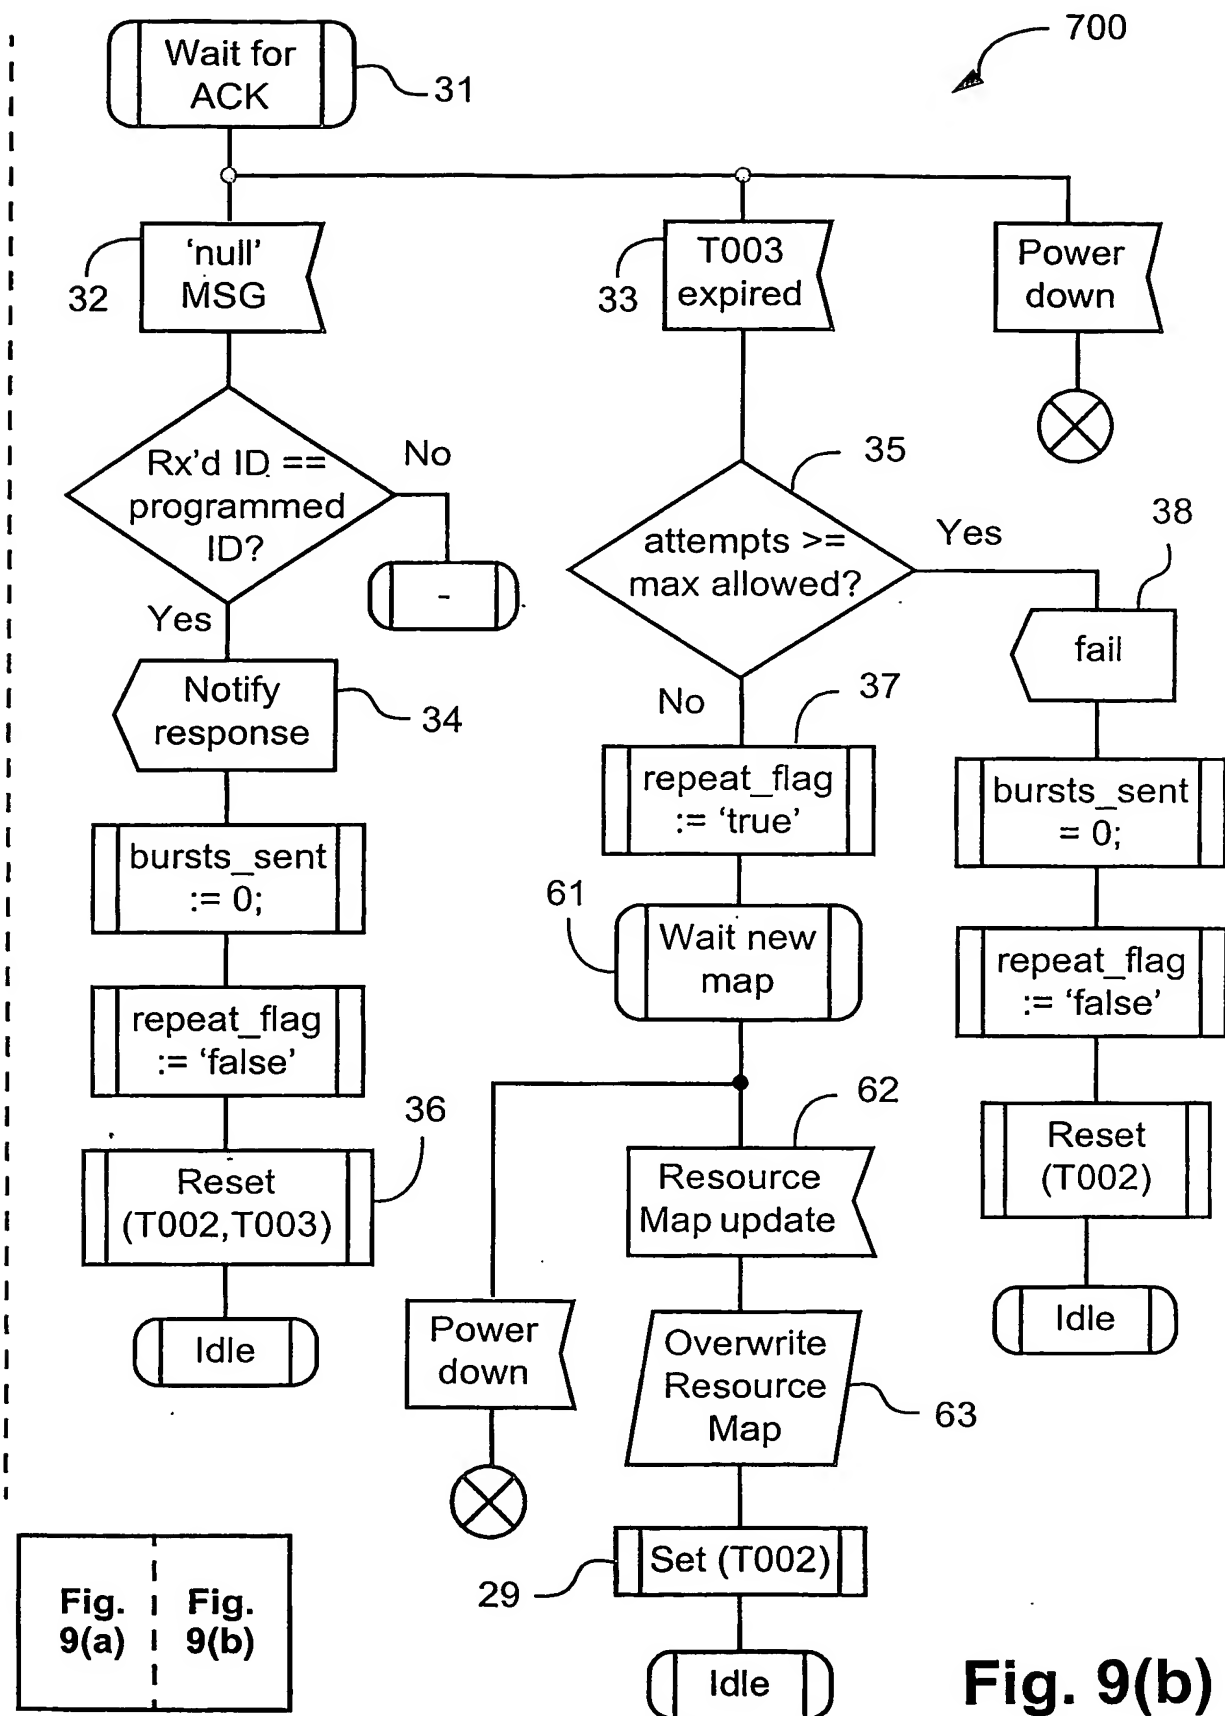 700
Wait for
ACK
31
'null'
MSG
32
T003
expired
33
Power
down
Rx'd ID ==
programmed
ID?
No
Yes
-
attempts >=
max allowed?
35
Yes
No
38
fail
Notify
response
34
37
repeat_flag
:= 'true'
bursts_sent
= 0;
bursts_sent
:= 0;
61
Wait new
map
repeat_flag
:= 'false'
repeat_flag
:= 'false'
62
Resource
Map update
36
Reset
(T002,T003)
Reset
(T002)
Idle
Power
down
Overwrite
Resource
Map
63
Idle
Set (T002)
29
Idle
Fig.
9(a)
Fig.
9(b)
Fig. 9(b)